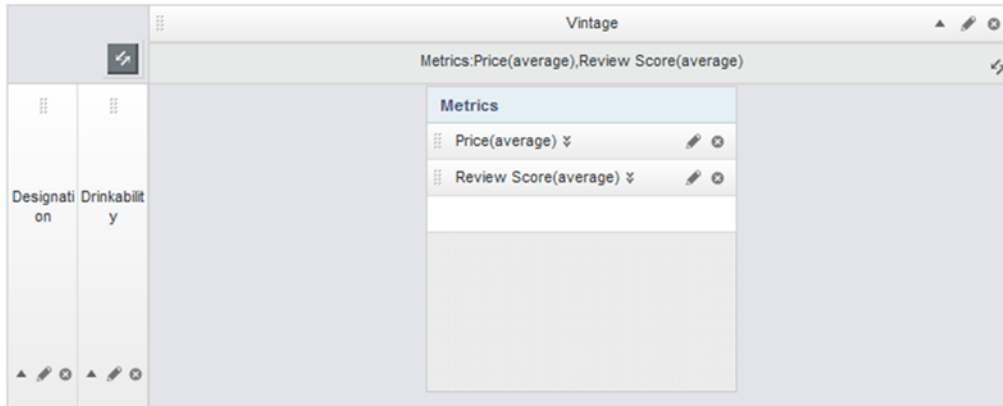 Vintage
Metrics:Price(average),Review Score(average)
Metrics
Price(average)
Review Score(average)
Designati
on
Drinkabilit
y